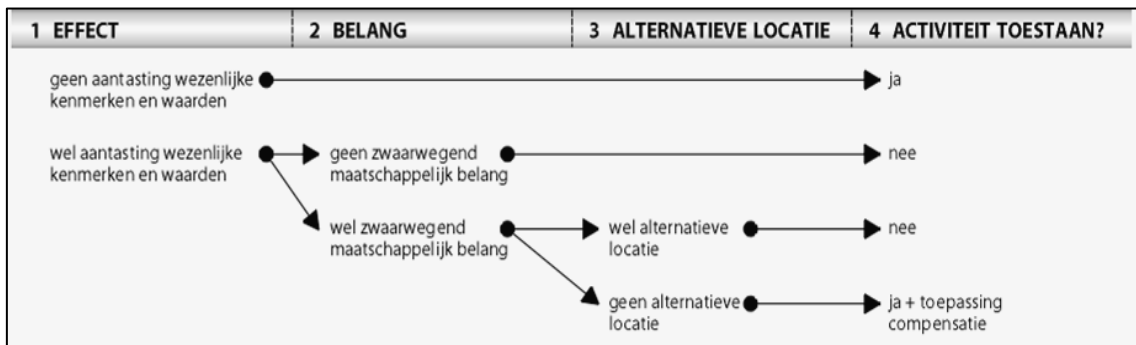 1 EFFECT
2 BELANG
3 ALTERNATIEVE LOCATIE
4 ACTIVITEIT TOESTAAN?
geen aantasting wezenlijke
kenmerken en waarden
ja
wel aantasting wezenlijke
kenmerken en waarden
geen zwaarwegend
maatschappelijk belang
nee
wel zwaarwegend
maatschappelijk belang
wel alternatieve
locatie
nee
geen alternatieve
locatie
ja + toepassing
compensatie